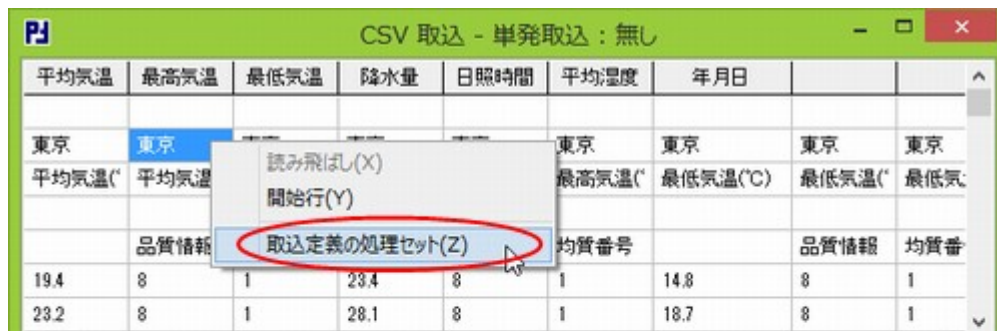 CSV 取込 - 単発取込 : 無し
平均気温 最高気温 最低気温 降水量 日照時間 平均湿度 年月日
東京 東京 東京 東京 東京 東京
平均気温(℃ 平均気温 最高気温(℃ 最低気温(℃) 最低気温(℃ 最低気温
読み飛ばし(X)
開始行(Y)
取込定義の処理セット(Z)
品質情報 均質番号 品質情報 均質番
19.4 8 1 23.4 8 1 14.8 8 1
23.2 8 1 28.1 8 1 18.7 8 1